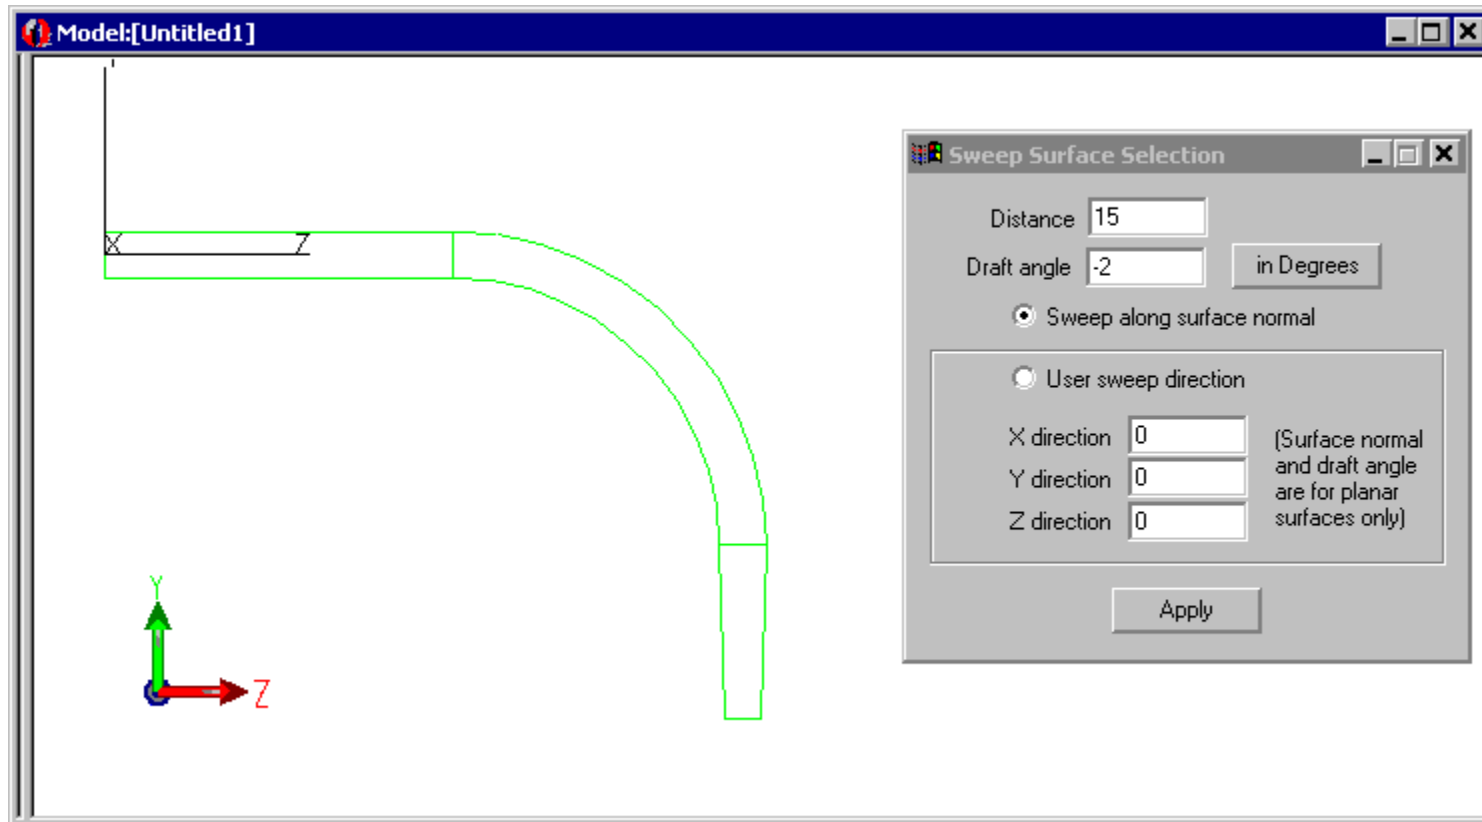 Model:[Untitled1]
X Z
Y
Z
Sweep Surface Selection
Distance 15
Draft angle -2 in Degrees
Sweep along surface normal
User sweep direction
X direction 0
Y direction 0
Z direction 0
(Surface normal
and draft angle
are for planar
surfaces only)
Apply